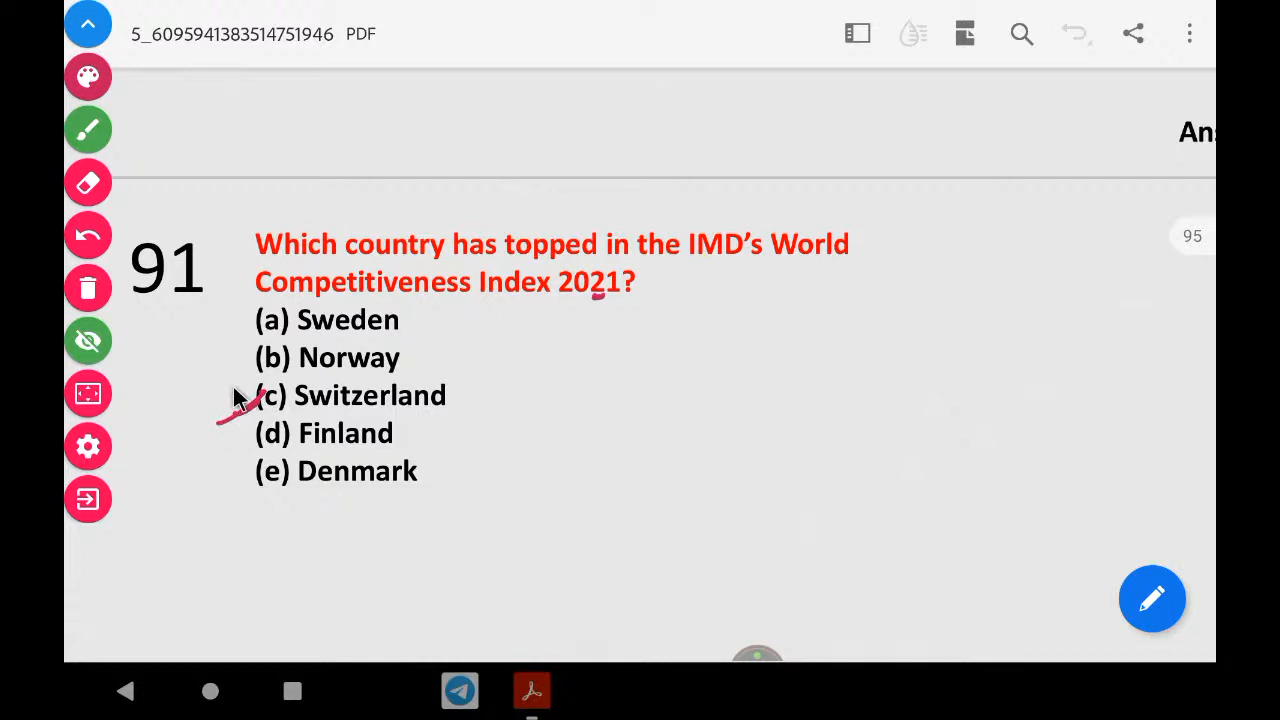 5_6095941383514751946 PDF
Ans
95
91
Which country has topped in the IMD's World
Competitiveness Index 2021?
(a) Sweden
(b) Norway
(c) Switzerland
(d) Finland
(e) Denmark